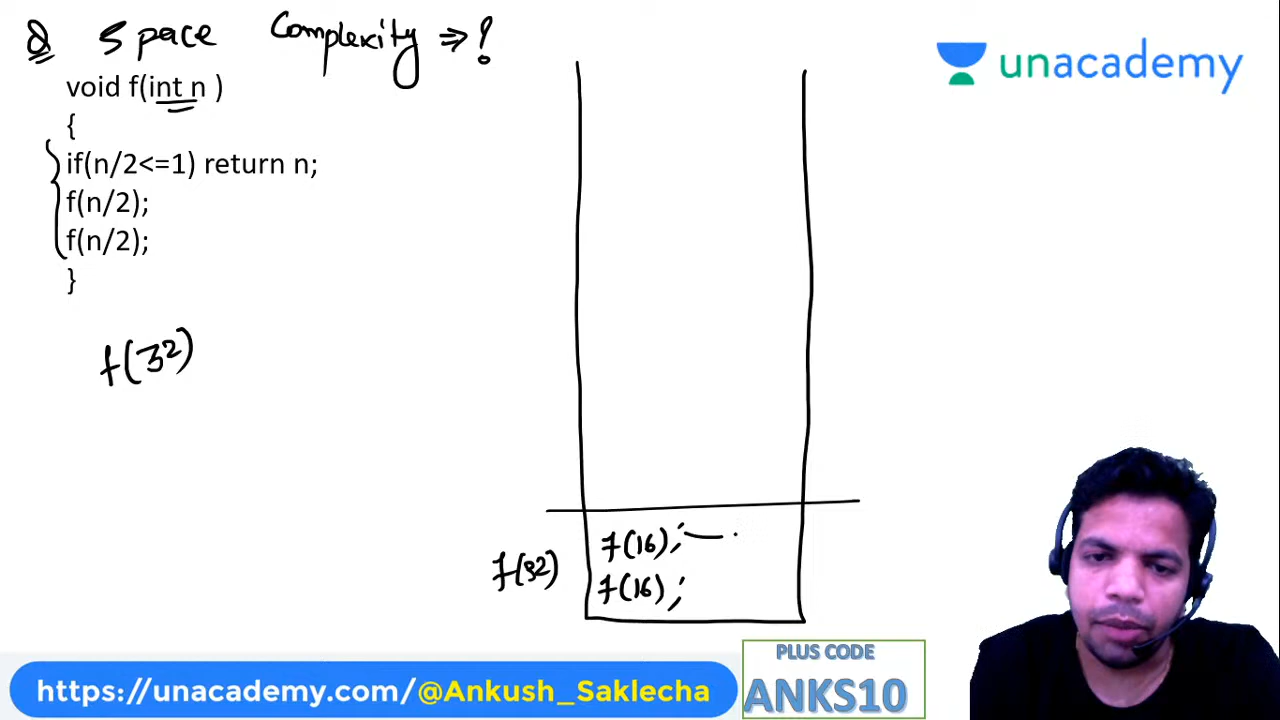 Q Space Complexity ⇒ ?
void f(int n )
{
if(n/2<=1) return n;
f(n/2);
f(n/2);
}
f(32)
unacademy
f(32)
f(16);
f(16);
https://unacademy.com/@Ankush_Saklecha
PLUS CODE
ANKS10